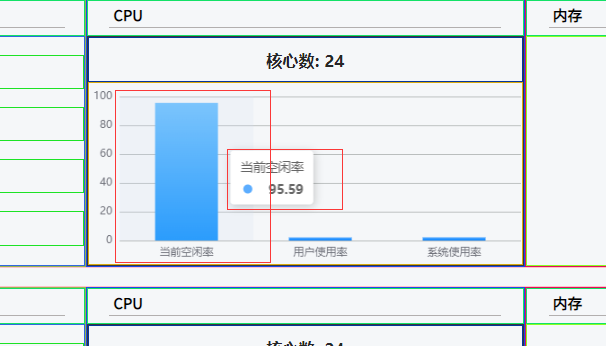 CPU
内存
核心数: 24
100
80
60
40
20
0
当前空闲率
95.59
当前空闲率
用户使用率
系统使用率
CPU
内存
核心数: 24